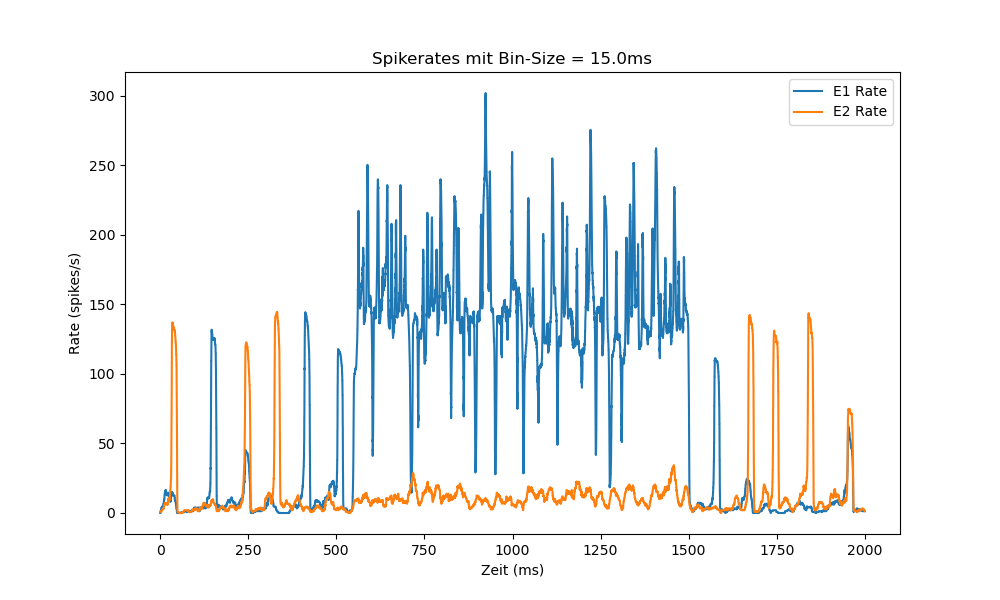 Spikerates mit Bin-Size = 15.0ms
E1 Rate
E2 Rate
300
250
200
150
100
50
0
Rate (spikes/s)
0 250 500 750 1000 1250 1500 1750 2000
Zeit (ms)